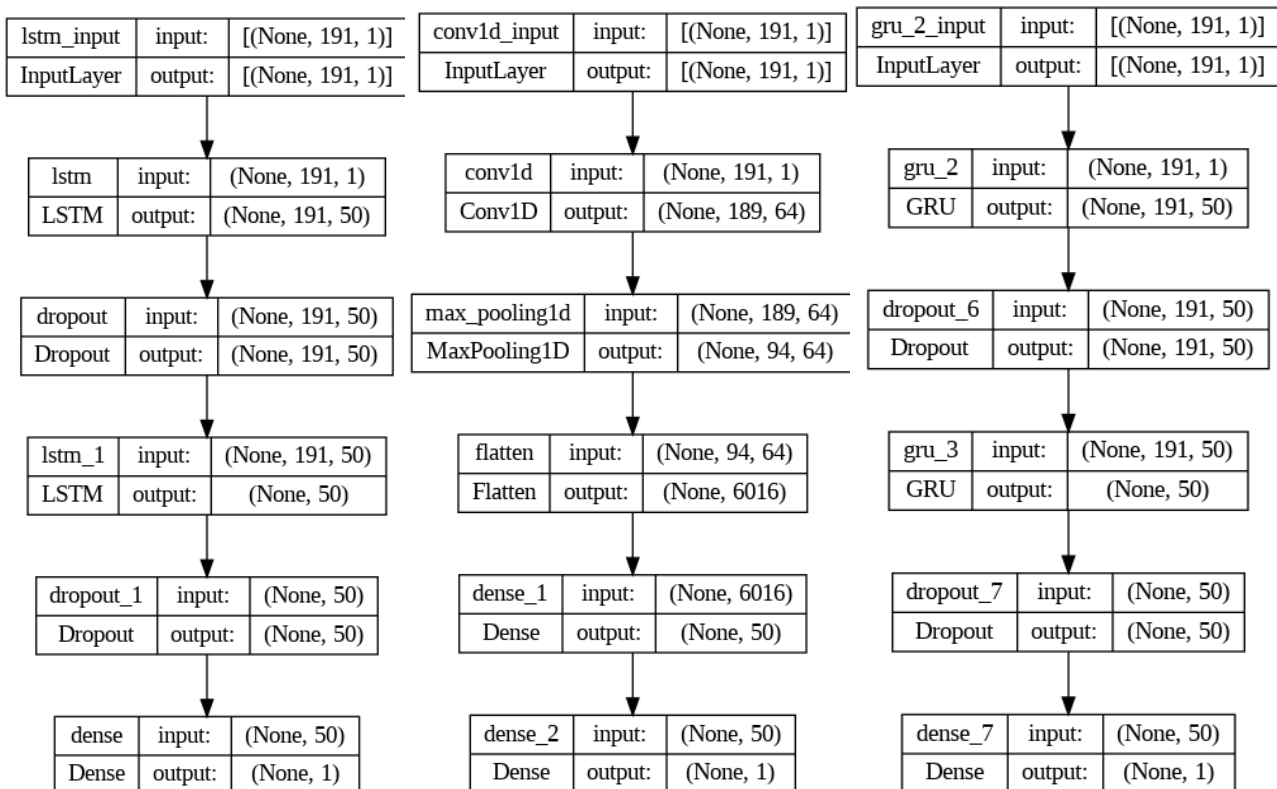 lstm_input input: [(None, 191, 1)]
InputLayer output: [(None, 191, 1)]
lstm input: (None, 191, 1)
LSTM output: (None, 191, 50)
dropout input: (None, 191, 50)
Dropout output: (None, 191, 50)
lstm_1 input: (None, 191, 50)
LSTM output: (None, 50)
dropout_1 input: (None, 50)
Dropout output: (None, 50)
dense input: (None, 50)
Dense output: (None, 1)
conv1d_input input: [(None, 191, 1)]
InputLayer output: [(None, 191, 1)]
conv1d input: (None, 191, 1)
Conv1D output: (None, 189, 64)
max_pooling1d input: (None, 189, 64)
MaxPooling1D output: (None, 94, 64)
flatten input: (None, 94, 64)
Flatten output: (None, 6016)
dense_1 input: (None, 6016)
Dense output: (None, 50)
dense_2 input: (None, 50)
Dense output: (None, 1)
gru_2_input input: [(None, 191, 1)]
InputLayer output: [(None, 191, 1)]
gru_2 input: (None, 191, 1)
GRU output: (None, 191, 50)
dropout_6 input: (None, 191, 50)
Dropout output: (None, 191, 50)
gru_3 input: (None, 191, 50)
GRU output: (None, 50)
dropout_7 input: (None, 50)
Dropout output: (None, 50)
dense_7 input: (None, 50)
Dense output: (None, 1)